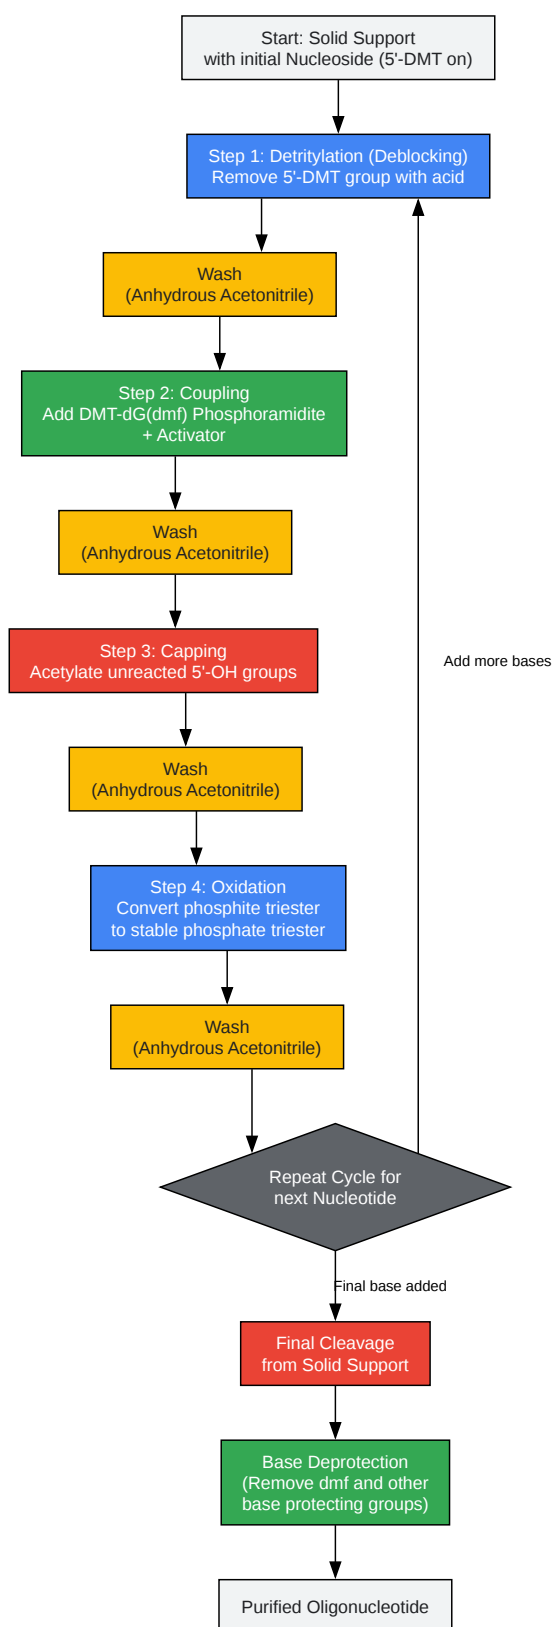 Start: Solid Support
with initial Nucleoside (5'-DMT on)
Step 1: Detritylation (Deblocking)
Remove 5'-DMT group with acid
Wash
(Anhydrous Acetonitrile)
Step 2: Coupling
Add DMT-dG(dmf) Phosphoramidite
+ Activator
Wash
(Anhydrous Acetonitrile)
Step 3: Capping
Acetylate unreacted 5'-OH groups
Add more bases
Wash
(Anhydrous Acetonitrile)
Step 4: Oxidation
Convert phosphite triester
to stable phosphate triester
Wash
(Anhydrous Acetonitrile)
Repeat Cycle for
next Nucleotide
Final base added
Final Cleavage
from Solid Support
Base Deprotection
(Remove dmf and other
base protecting groups)
Purified Oligonucleotide